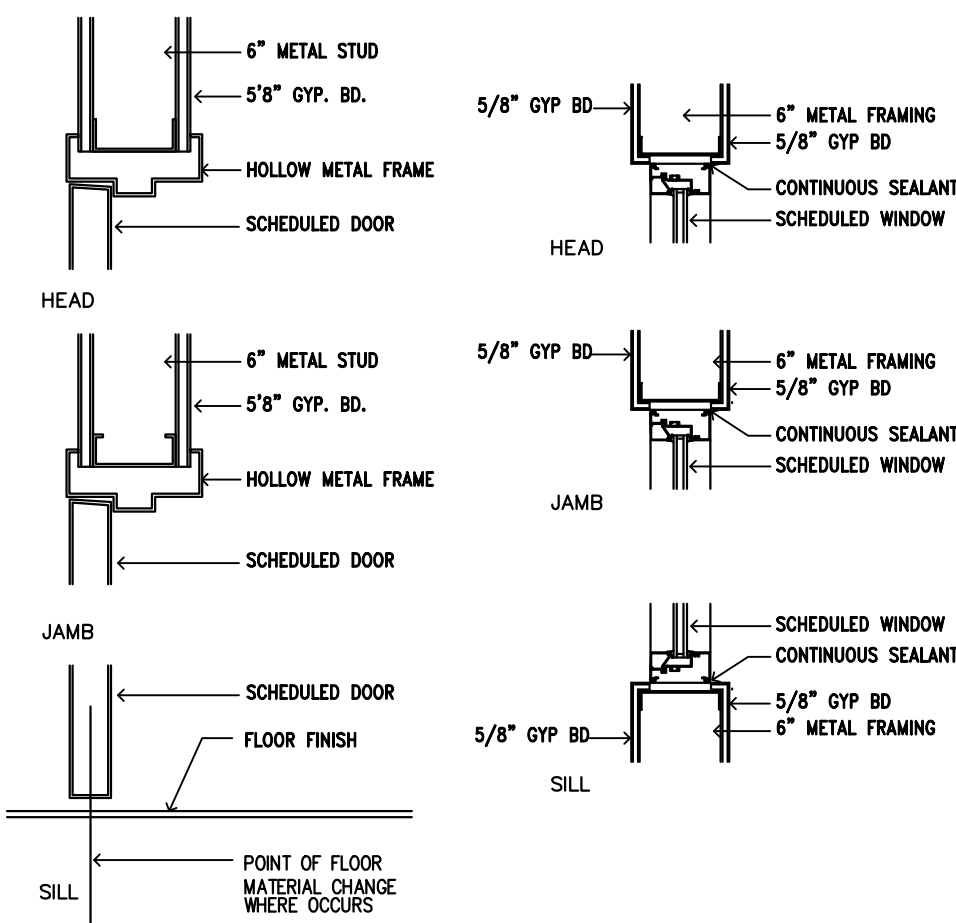 6" METAL STUD
5'8" GYP. BD.
HOLLOW METAL FRAME
SCHEDULED DOOR
HEAD
6" METAL STUD
5'8" GYP. BD.
HOLLOW METAL FRAME
SCHEDULED DOOR
JAMB
SCHEDULED DOOR
FLOOR FINISH
POINT OF FLOOR
MATERIAL CHANGE
WHERE OCCURS
SILL
5/8" GYP BD
6" METAL FRAMING
5/8" GYP BD
CONTINUOUS SEALANT
SCHEDULED WINDOW
HEAD
5/8" GYP BD
6" METAL FRAMING
5/8" GYP BD
CONTINUOUS SEALANT
SCHEDULED WINDOW
JAMB
SCHEDULED WINDOW
CONTINUOUS SEALANT
5/8" GYP BD
6" METAL FRAMING
5/8" GYP BD
SILL